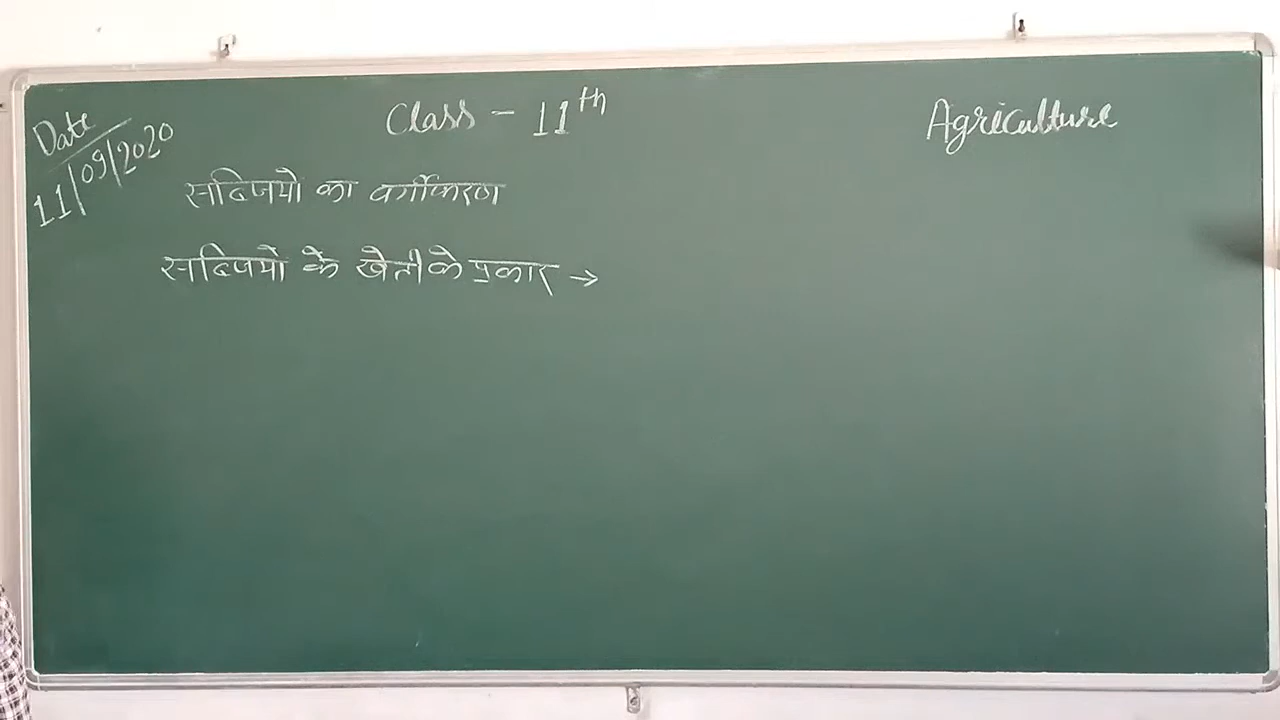 Date
11/09/2020
Class - 11th
Agriculture
सब्जियो का वर्गीकरण
सब्जियों के खेती के प्रकार →